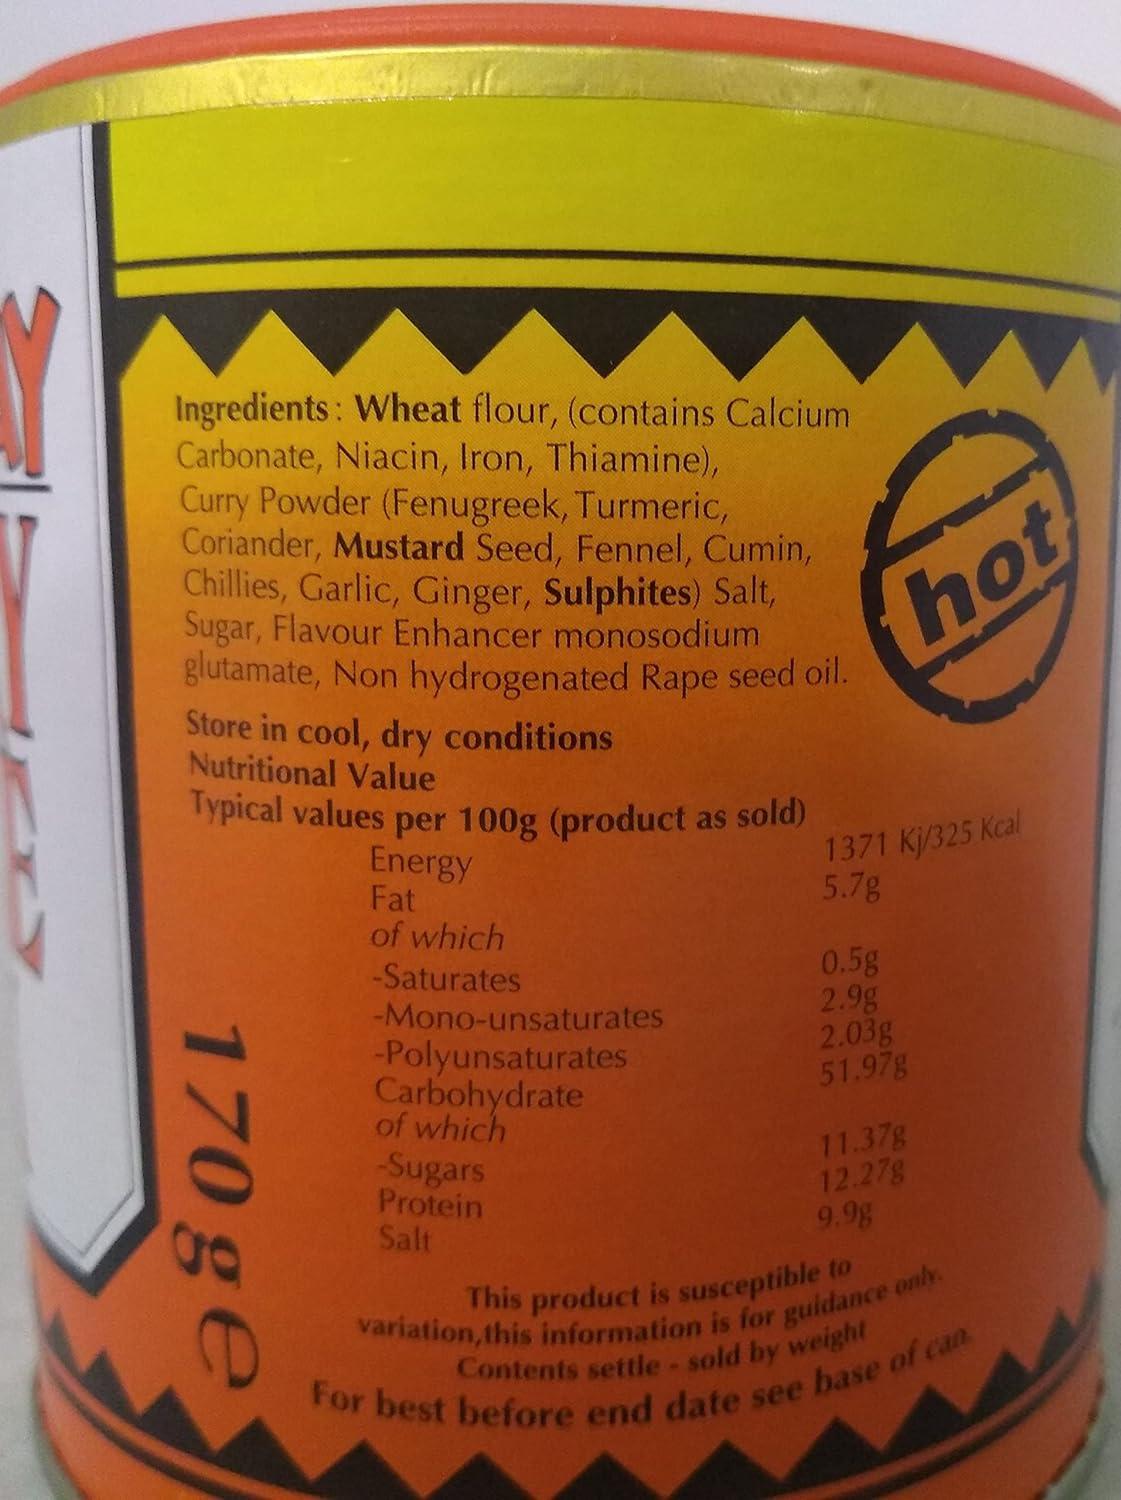 AY
Ingredients: Wheat flour, (contains Calcium
Carbonate, Niacin, Iron, Thiamine),
Curry Powder (Fenugreek, Turmeric,
Coriander, Mustard Seed, Fennel, Cumin,
Chillies, Garlic, Ginger, Sulphites) Salt,
Sugar, Flavour Enhancer monosodium
glutamate, Non hydrogenated Rape seed oil.
hot
Store in cool, dry conditions
Nutritional Value
Typical values per 100g (product as sold)
Energy 1371 Kj/325 Kcal
Fat 5.7g
of which
-Saturates 0.5g
-Mono-unsaturates 2.9g
-Polyunsaturates 2.03g
Carbohydrate 51.97g
of which
-Sugars 11.37g
Protein 12.27g
Salt 9.9g
170g e
This product is susceptible to
variation,this information is for guidance only.
Contents settle - sold by weight
For best before end date see base of can.